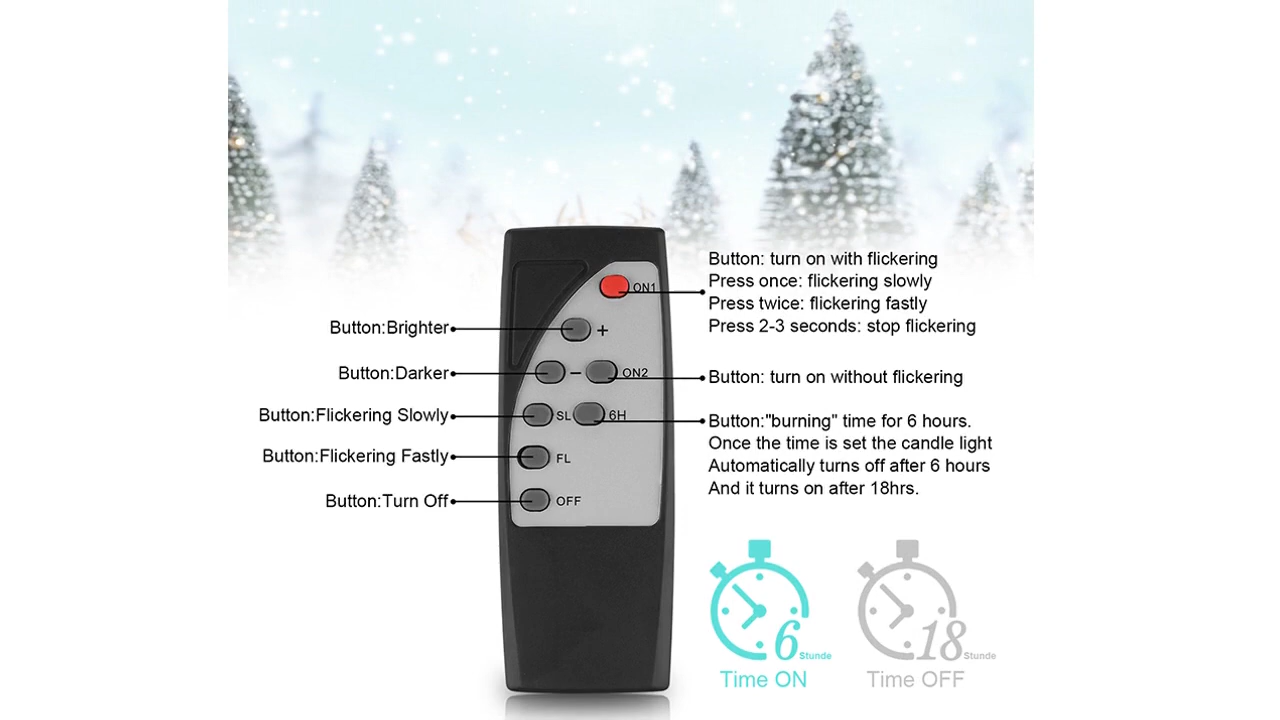 Button: turn on with flickering
Press once: flickering slowly
Press twice: flickering fastly
Press 2-3 seconds: stop flickering
ON1
Button:Brighter
+
Button:Darker
−
ON2
Button: turn on without flickering
Button:Flickering Slowly
SL
6H
Button:"burning" time for 6 hours.
Once the time is set the candle light
Automatically turns off after 6 hours
And it turns on after 18hrs.
Button:Flickering Fastly
FL
Button:Turn Off
OFF
6 Stunde
Time ON
18 Stunde
Time OFF